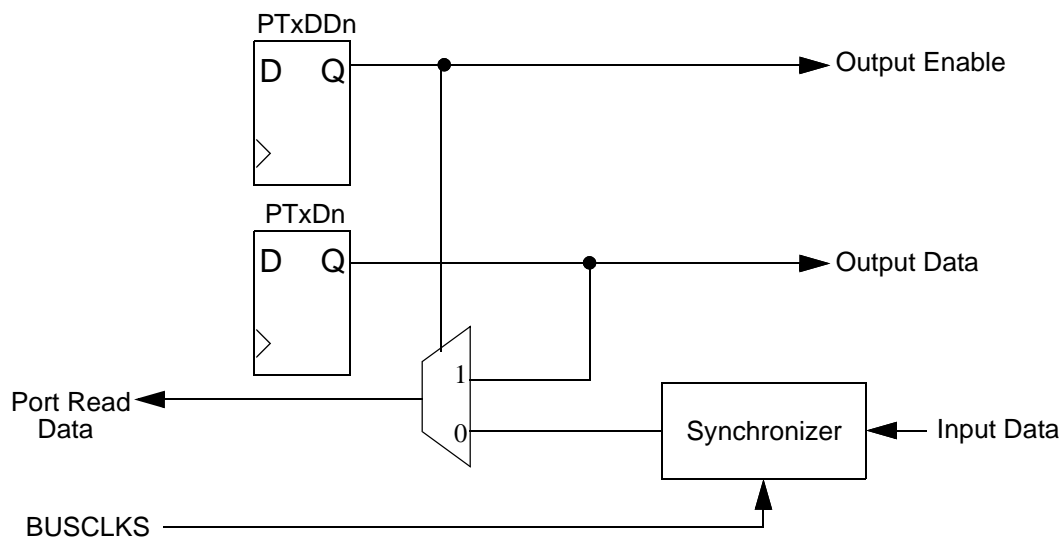 PTxDDn
D Q
Output Enable
PTxDn
D Q
Output Data
1
Port Read
Data
0
Synchronizer
Input Data
BUSCLKS